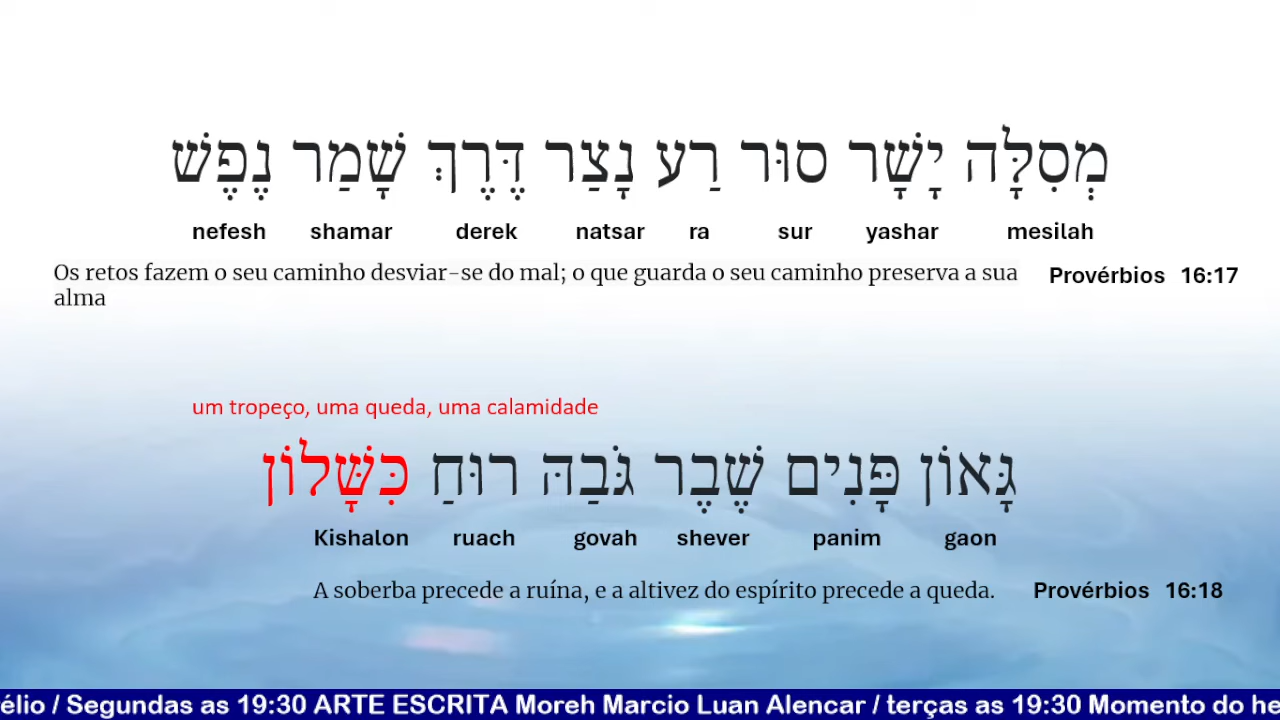 מְסִלָּה יָשָׁר סוּר רַע נָצַר דֶּרֶךְ שָׁמַר נֶפֶשׁ
nefesh shamar derek natsar ra sur yashar mesilah
Os retos fazem o seu caminho desviar-se do mal; o que guarda o seu caminho preserva a sua
alma
Provérbios 16:17
um tropeço, uma queda, uma calamidade
גָּאוֹן פָּנִים שֶׁבֶר גֹּבַהּ רוּחַ כִּשָּׁלוֹן
Kishalon ruach govah shever panim gaon
A soberba precede a ruína, e a altivez do espírito precede a queda. Provérbios 16:18
élio / Segundas as 19:30 ARTE ESCRITA Moreh Marcio Luan Alencar / terças as 19:30 Momento do he